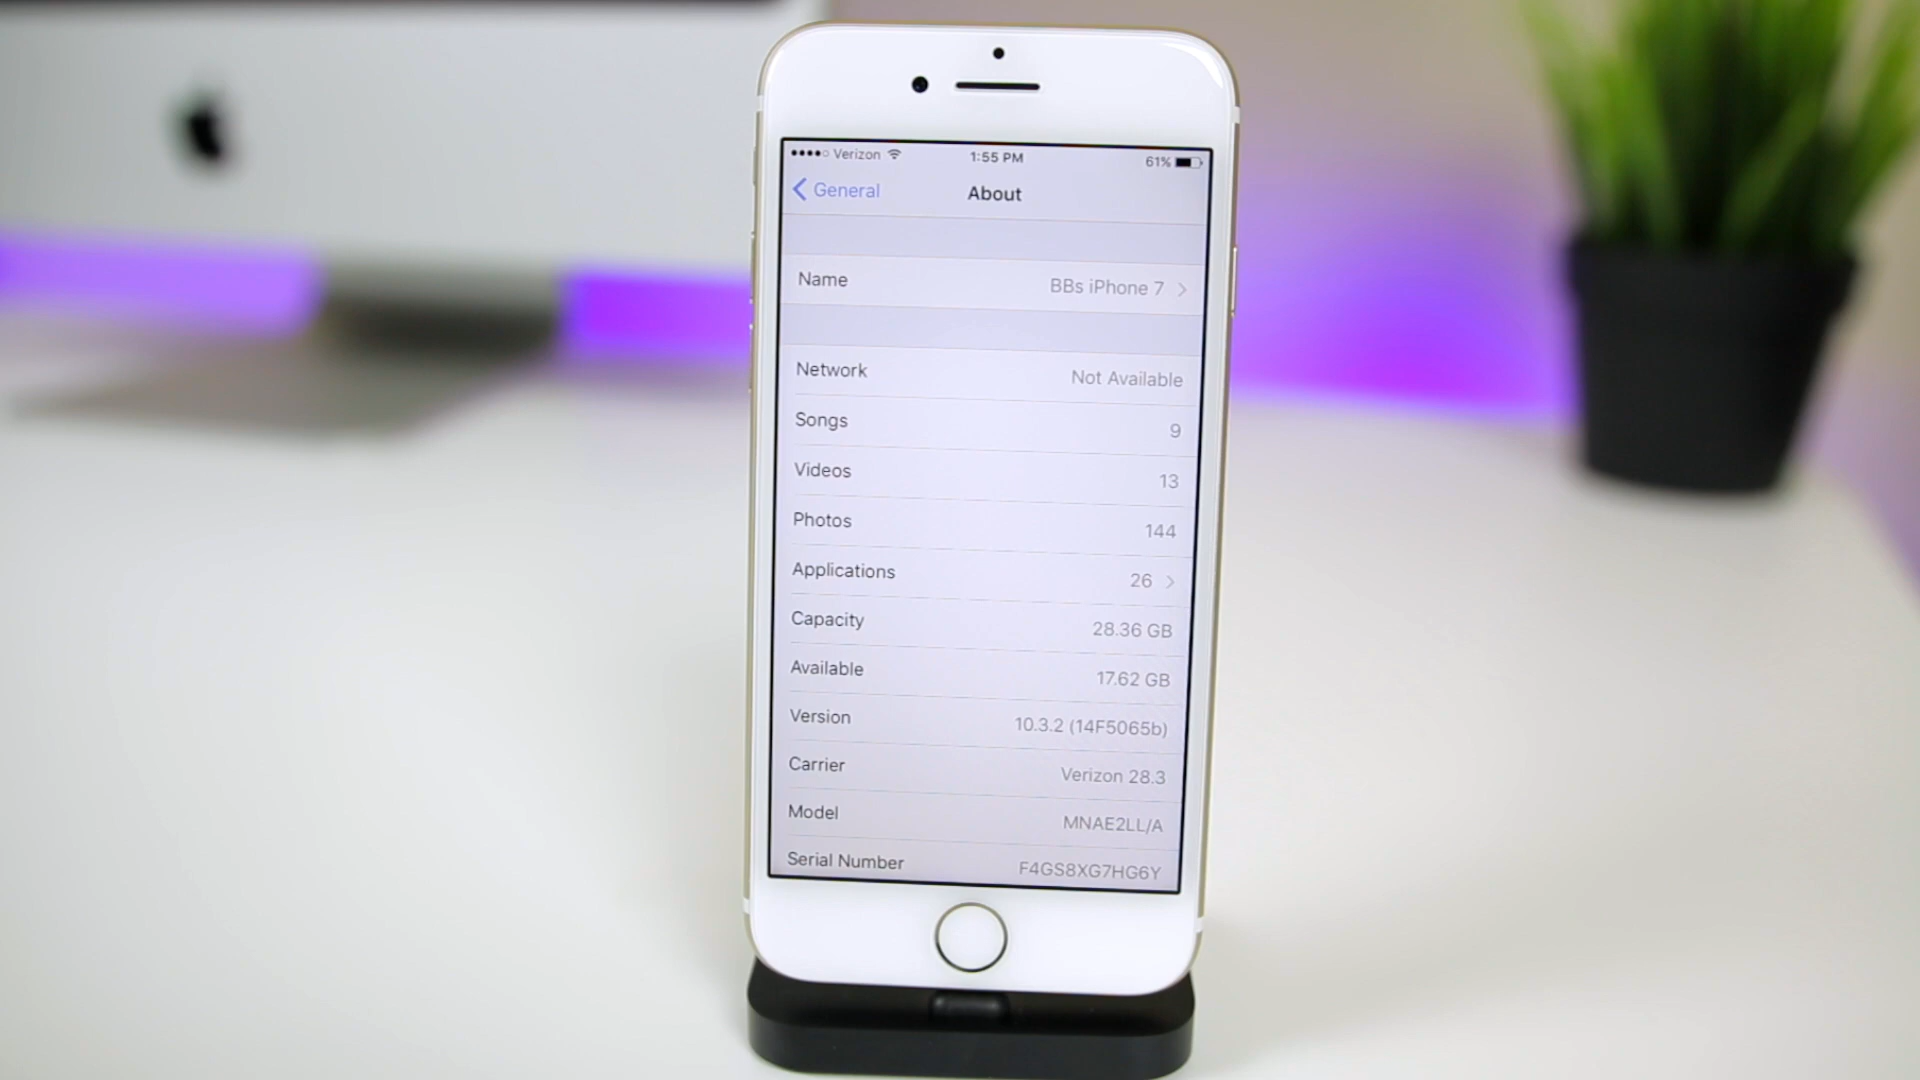 Verizon 1:55 PM 61%
General About
Name BBs iPhone 7
Network Not Available
Songs 9
Videos 13
Photos 144
Applications 26
Capacity 28.36 GB
Available 17.62 GB
Version 10.3.2 (14F5065b)
Carrier Verizon 28.3
Model MNAE2LL/A
Serial Number F4GS8XG7HG6Y